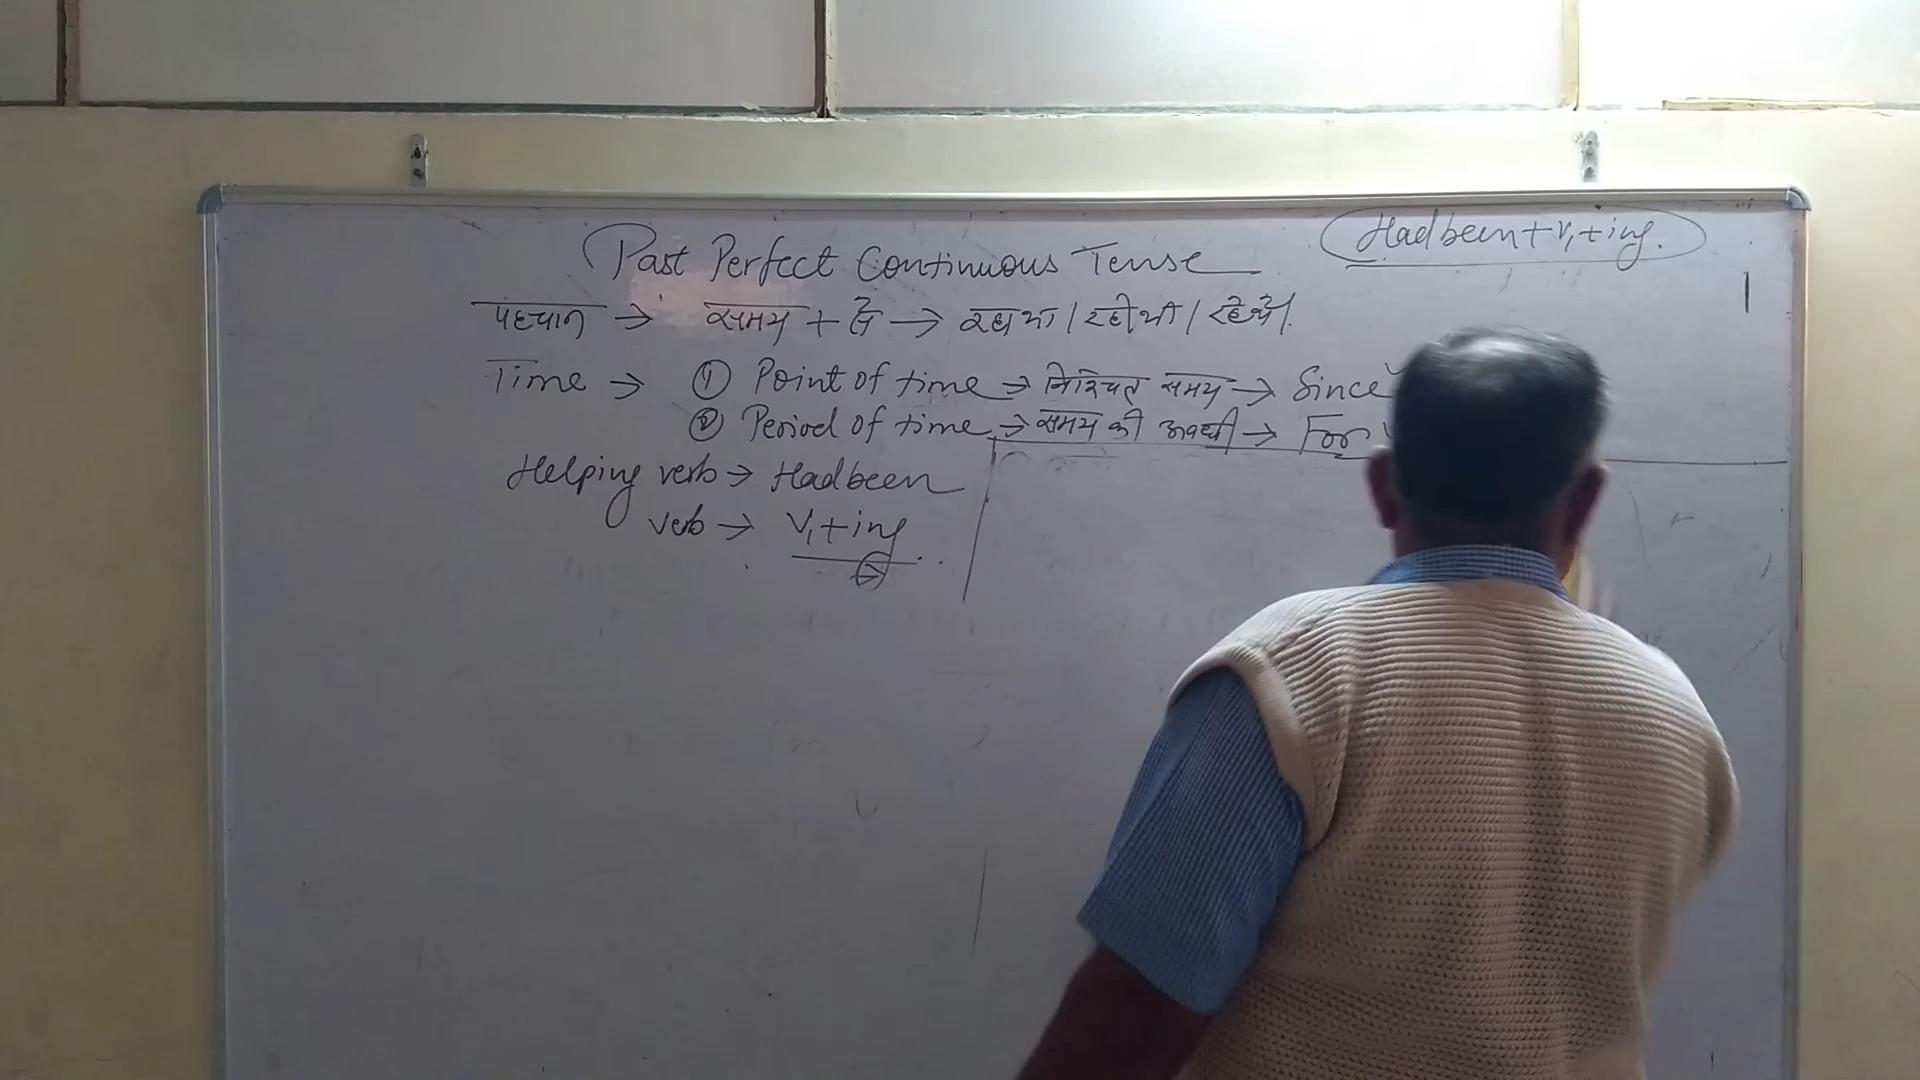 Past Perfect Continuous Tense
Had been + V₁ + ing.
पहचान → समय + से → रहा था / रही थी / रहे थे।
Time → ① Point of time → निश्चित समय → Since
② Period of time → समय की अवधी → For
Helping verb → Had been
verb → V₁ + ing